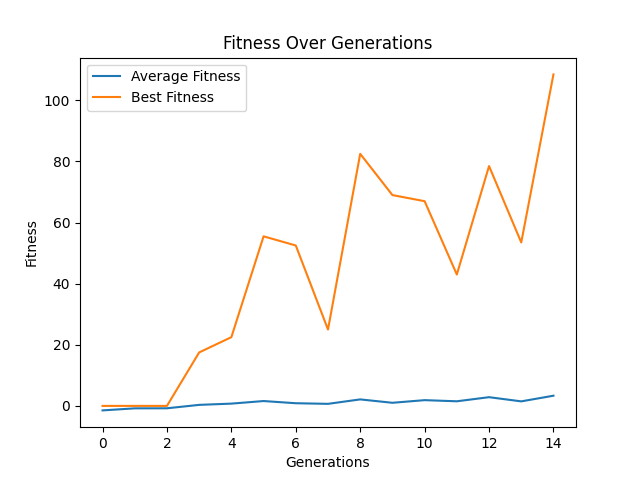 Fitness Over Generations
Average Fitness
Best Fitness
100
80
60
40
20
0
Fitness
0 2 4 6 8 10 12 14
Generations